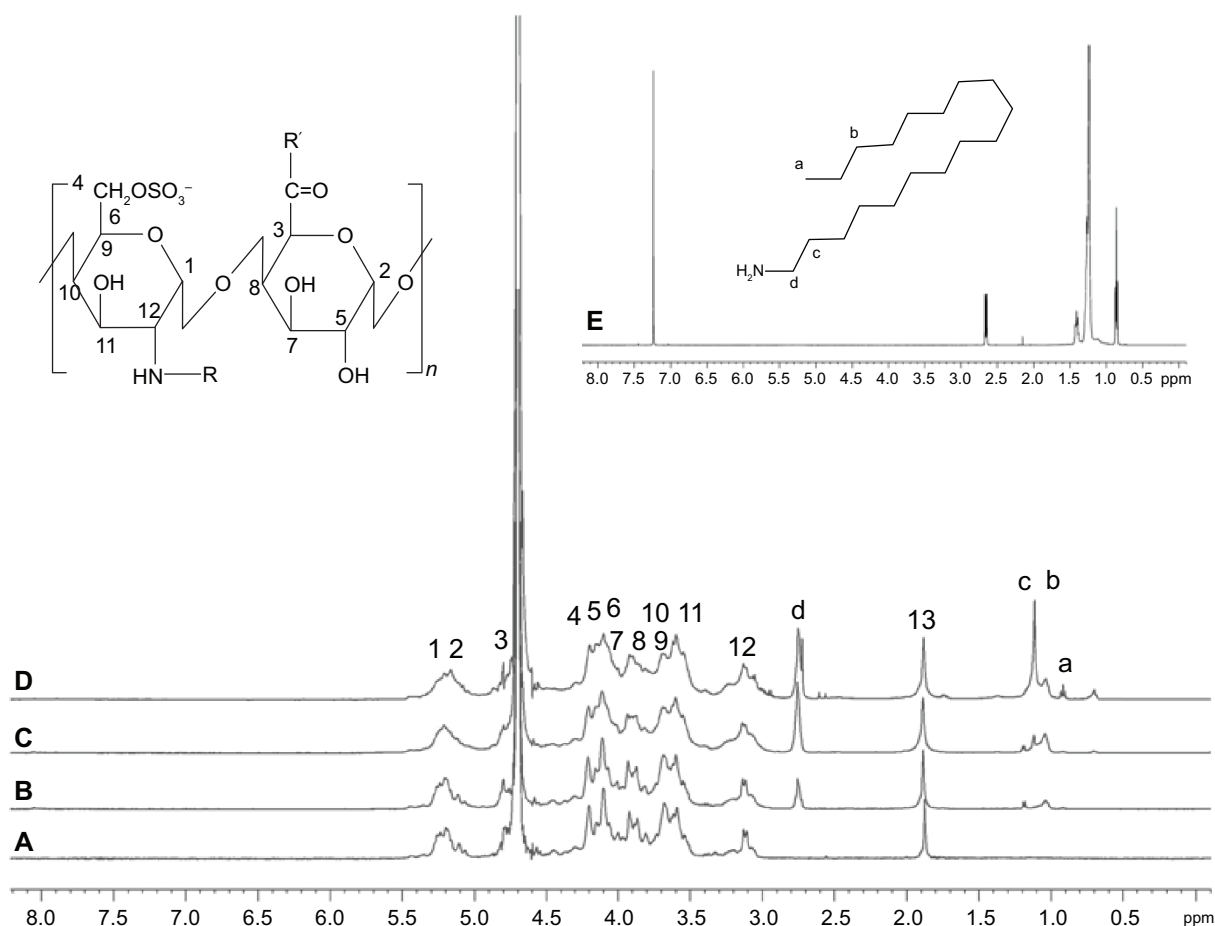 R′
4
CH₂OSO₃⁻
C=O
6
3
9
O
O
1
2
OH
OH
O
O
10
8
12
5
11
7
HN
R
OH
n
a
b
c
H₂N
d
E
8.0 7.5 7.0 6.5 6.0 5.5 5.0 4.5 4.0 3.5 3.0 2.5 2.0 1.5 1.0 0.5 ppm
c b
d
13
a
4 5 6 7 8 10 9 11
12
3
1 2
D
C
B
A
8.0 7.5 7.0 6.5 6.0 5.5 5.0 4.5 4.0 3.5 3.0 2.5 2.0 1.5 1.0 0.5 ppm